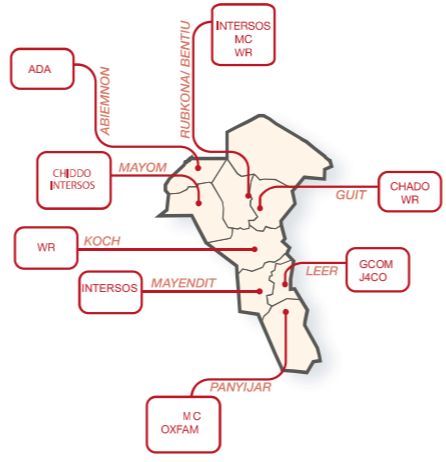 INTERSOS
MC
WR
RUBKONA/ BENTIU
ADA
ABIEMNON
CHIDDO
INTERSOS
MAYOM
CHADO
WR
GUIT
WR
KOCH
GCOM
J4CO
LEER
INTERSOS
MAYENDIT
M C
OXFAM
PANYIJAR